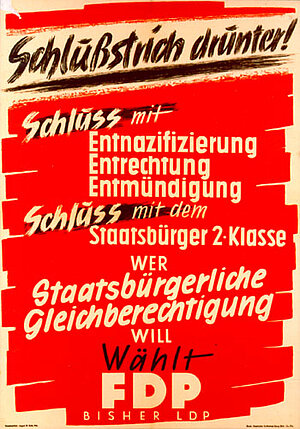 Schlußstrich drunter!
Schluss mit
Entnazifizierung
Entrechtung
Entmündigung
Schluss mit dem
Staatsbürger 2·Klasse
WER
Staatsbürgerliche
Gleichberechtigung
WILL
Wählt
FDP
BISHER LDP